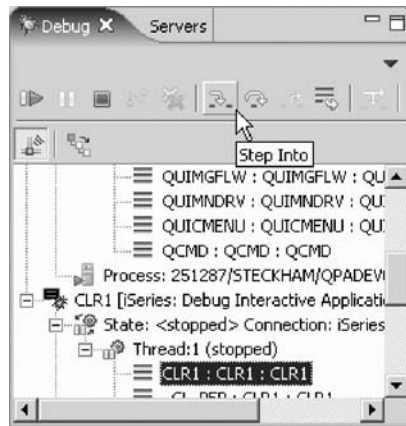 Debug Servers
Step Into
QUIMGFLW : QUIMGFLW : QU
QUIMNDRV : QUIMNDRV : QUI
QUICMENU : QUICMENU : QUI
QCMD : QCMD : QCMD
Process: 251287/STECKHAM/QPADEV
CLR1 [iSeries: Debug Interactive Applicati
State: <stopped> Connection: iSeries
Thread:1 (stopped)
CLR1 : CLR1 : CLR1